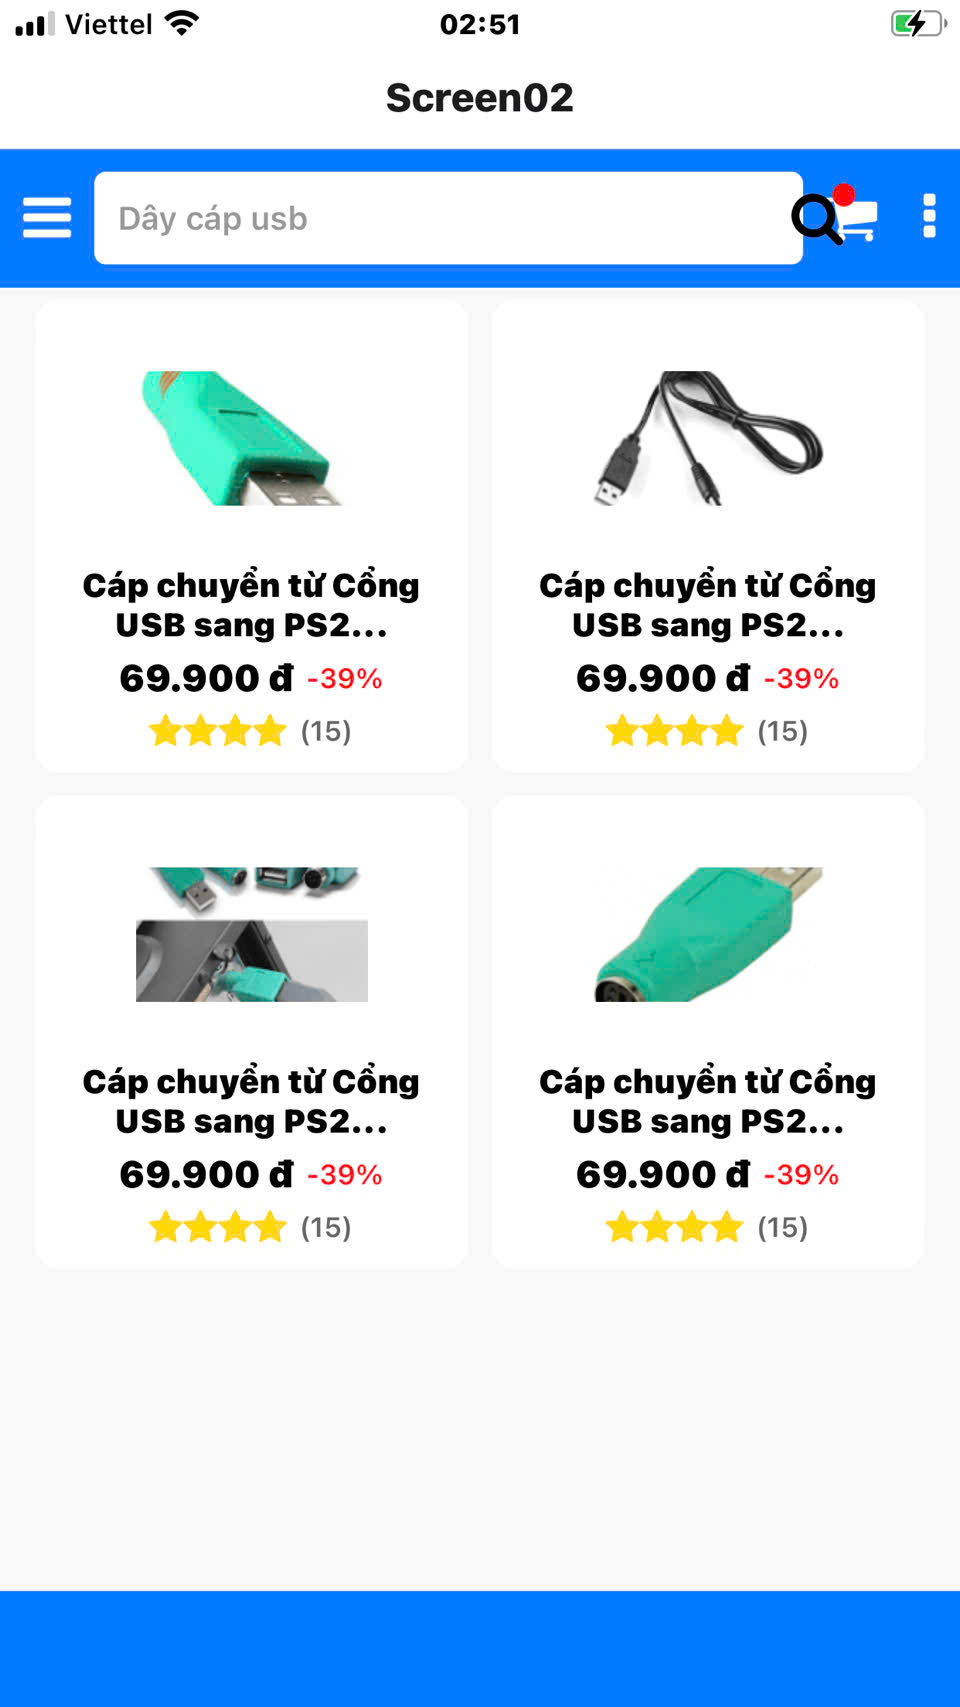 Viettel 02:51
Screen02
Dây cáp usb
Cáp chuyển từ Cổng
USB sang PS2...
69.900 đ -39%
(15)
Cáp chuyển từ Cổng
USB sang PS2...
69.900 đ -39%
(15)
Cáp chuyển từ Cổng
USB sang PS2...
69.900 đ -39%
(15)
Cáp chuyển từ Cổng
USB sang PS2...
69.900 đ -39%
(15)